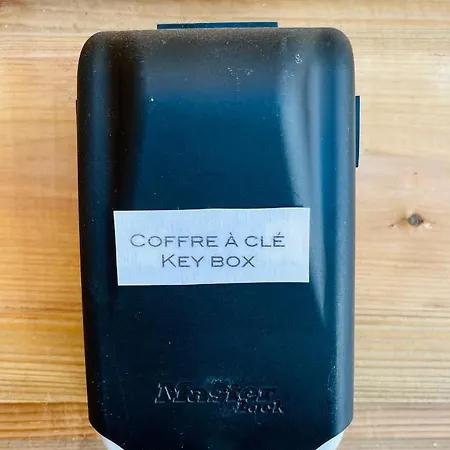 COFFRE À CLÉ
KEY BOX
Master
Lock